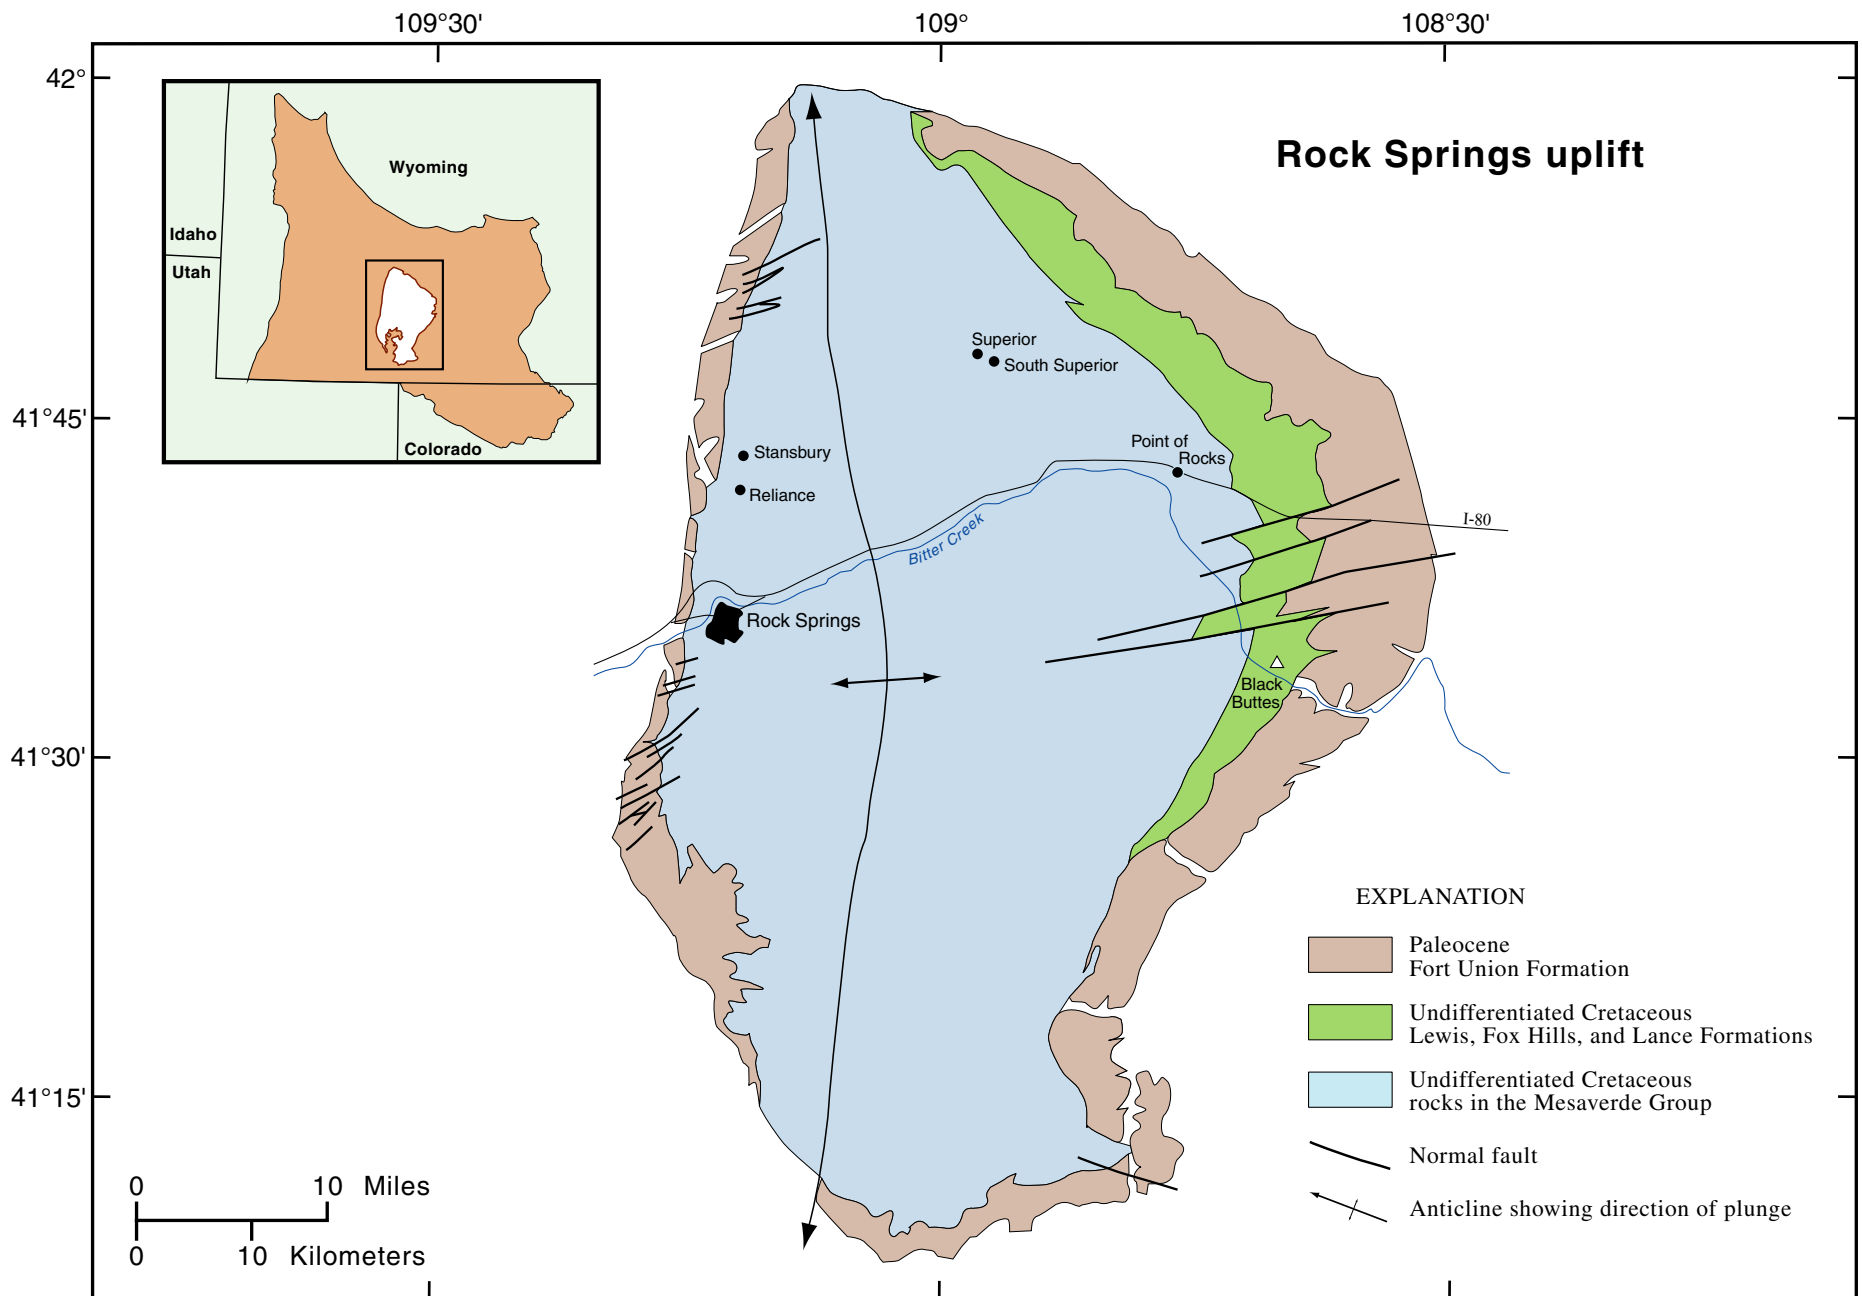 109°30'
109°
108°30'
42°
41°45'
41°30'
41°15'
Rock Springs uplift
Wyoming
Idaho
Utah
Colorado
Superior
South Superior
Stansbury
Reliance
Point of
Rocks
I-80
Bitter Creek
Rock Springs
Black
Buttes
EXPLANATION
Paleocene
Fort Union Formation
Undifferentiated Cretaceous
Lewis, Fox Hills, and Lance Formations
Undifferentiated Cretaceous
rocks in the Mesaverde Group
Normal fault
Anticline showing direction of plunge
0 10 Miles
0 10 Kilometers